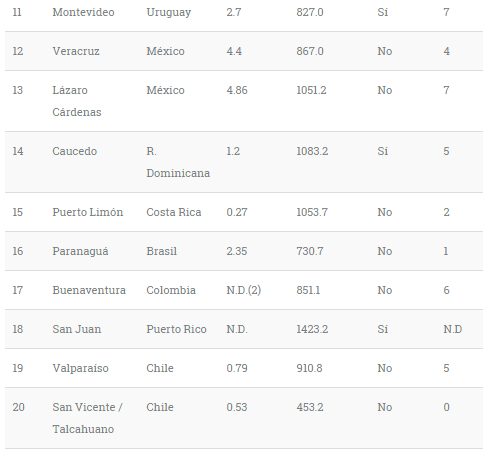 11 Montevideo Uruguay 2.7 827.0 Sí 7
12 Veracruz México 4.4 867.0 No 4
13 Lázaro México 4.86 1051.2 No 7
Cárdenas
14 Caucedo R. 1.2 1083.2 Sí 5
Dominicana
15 Puerto Limón Costa Rica 0.27 1053.7 No 2
16 Paranaguá Brasil 2.35 730.7 No 1
17 Buenaventura Colombia N.D.(2) 851.1 No 6
18 San Juan Puerto Rico N.D. 1423.2 Sí N.D
19 Valparaíso Chile 0.79 910.8 No 5
20 San Vicente / Chile 0.53 453.2 No 0
Talcahuano